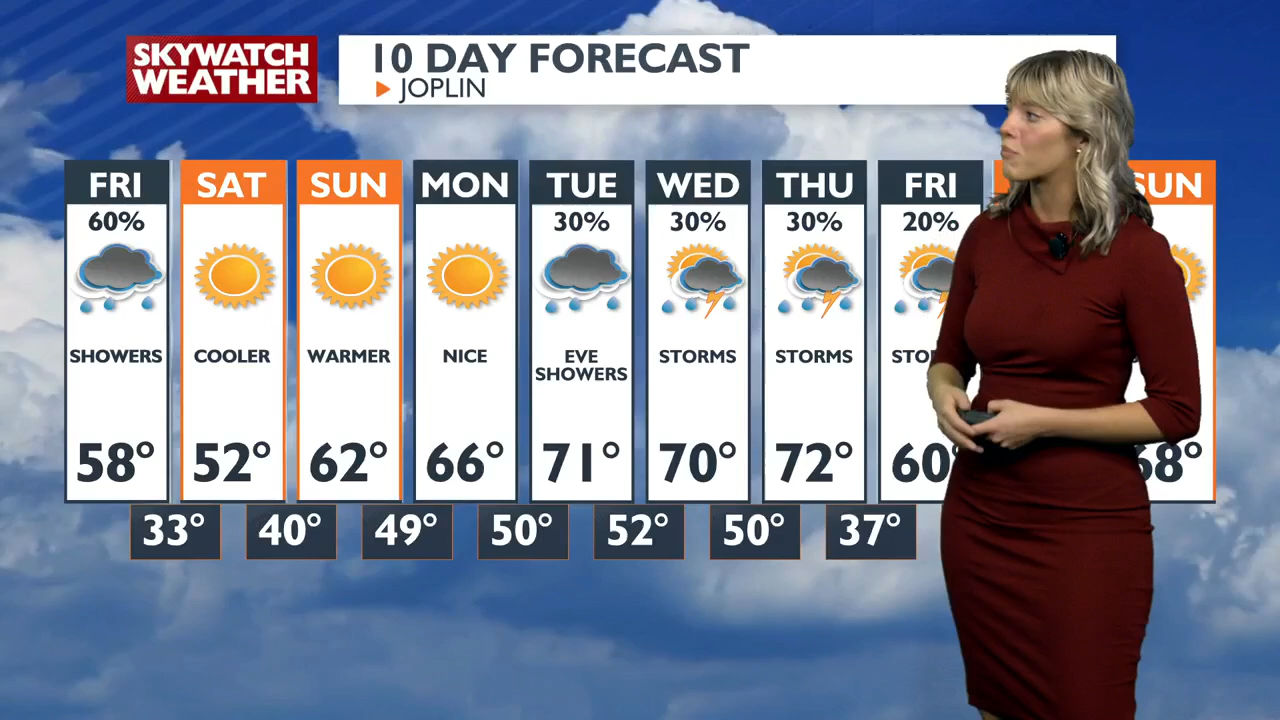 SKYWATCH
WEATHER
10 DAY FORECAST
JOPLIN
FRI SAT SUN MON TUE WED THU FRI SUN
60% 30% 30% 30% 20%
SHOWERS COOLER WARMER NICE EVE SHOWERS STORMS STORMS
58° 52° 62° 66° 71° 70° 72° 60°
33° 40° 49° 50° 52° 50° 37°